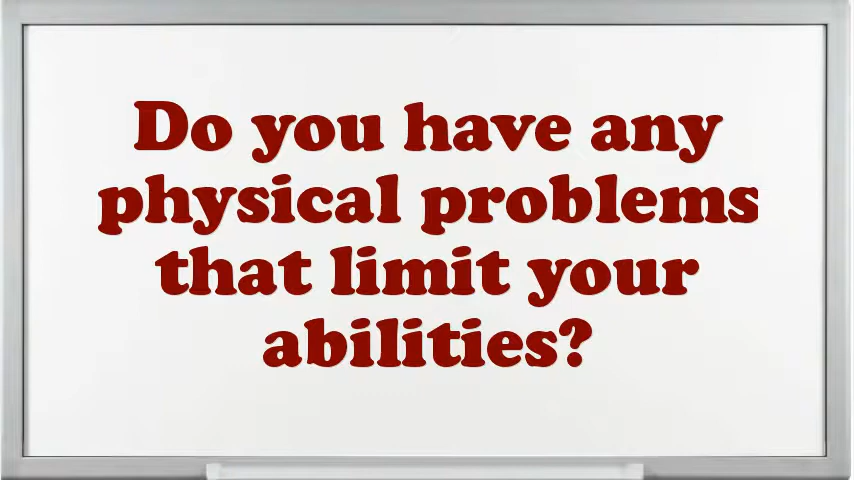 Do you have any
physical problems
that limit your
abilities?